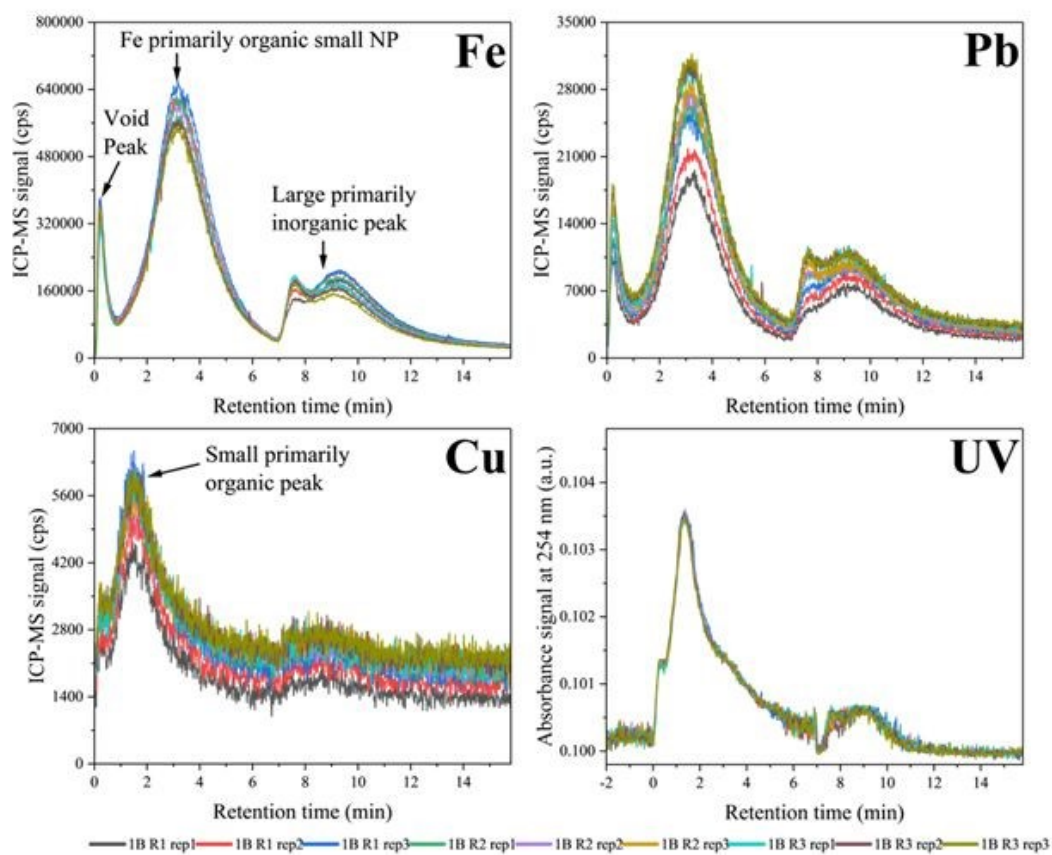 Fe
ICP-MS signal (cps)
800000
640000
480000
320000
160000
0
Fe primarily organic small NP
Void
Peak
Large primarily
inorganic peak
0 2 4 6 8 10 12 14
Retention time (min)
Pb
ICP-MS signal (cps)
35000
28000
21000
14000
7000
0
0 2 4 6 8 10 12 14
Retention time (min)
Cu
ICP-MS signal (cps)
7000
5600
4200
2800
1400
0
Small primarily
organic peak
0 2 4 6 8 10 12 14
Retention time (min)
UV
Absorbance signal at 254 nm (a.u.)
0.104
0.103
0.102
0.101
0.100
-2 0 2 4 6 8 10 12 14
Retention time (min)
1B R1 rep1 1B R1 rep2 1B R1 rep3 1B R2 rep1 1B R2 rep2 1B R2 rep3 1B R3 rep1 1B R3 rep2 1B R3 rep3